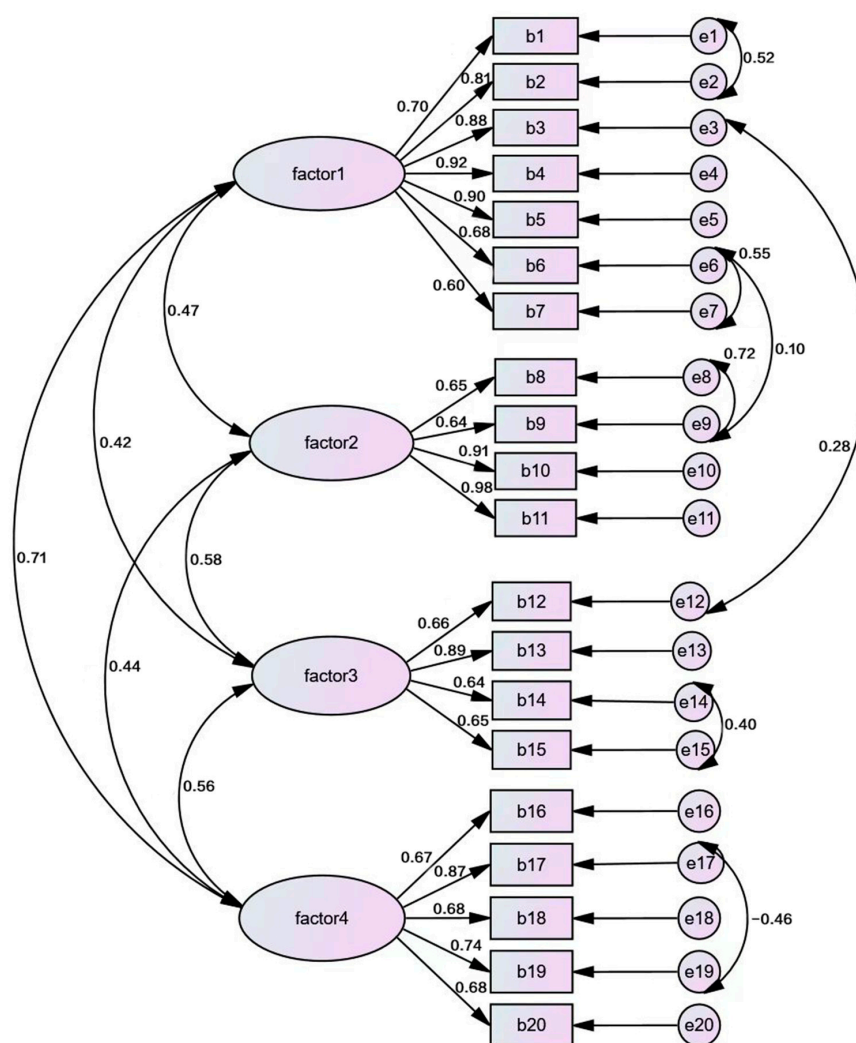 b1
e1
0.52
0.81
b2
e2
0.70
0.88
b3
e3
factor1
0.92
b4
e4
0.90
b5
e5
0.68
b6
e6
0.55
0.60
b7
e7
0.47
0.10
0.72
0.65
b8
e8
0.64
b9
e9
factor2
0.42
0.91
b10
e10
0.28
0.98
b11
e11
0.71
0.58
b12
e12
0.66
0.89
b13
e13
0.44
factor3
0.64
b14
e14
0.40
0.65
b15
e15
0.56
b16
e16
0.67
0.87
b17
e17
factor4
0.68
b18
e18
−0.46
0.74
b19
e19
0.68
b20
e20